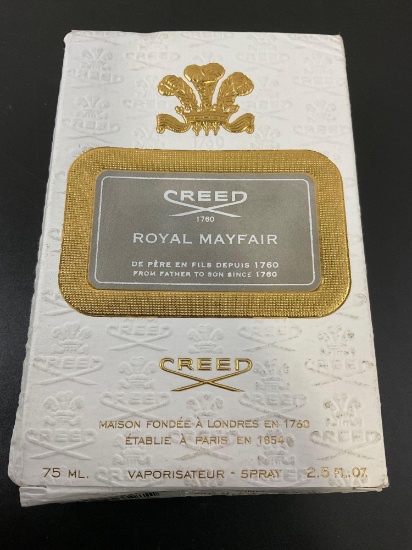 CREED
1760
ROYAL MAYFAIR
DE PÈRE EN FILS DEPUIS 1760
FROM FATHER TO SON SINCE 1760
CREED
MAISON FONDÉE À LONDRES EN 1760
ÉTABLIE À PARIS EN 1854
75 ML. VAPORISATEUR - SPRAY 2.5 FL.OZ.